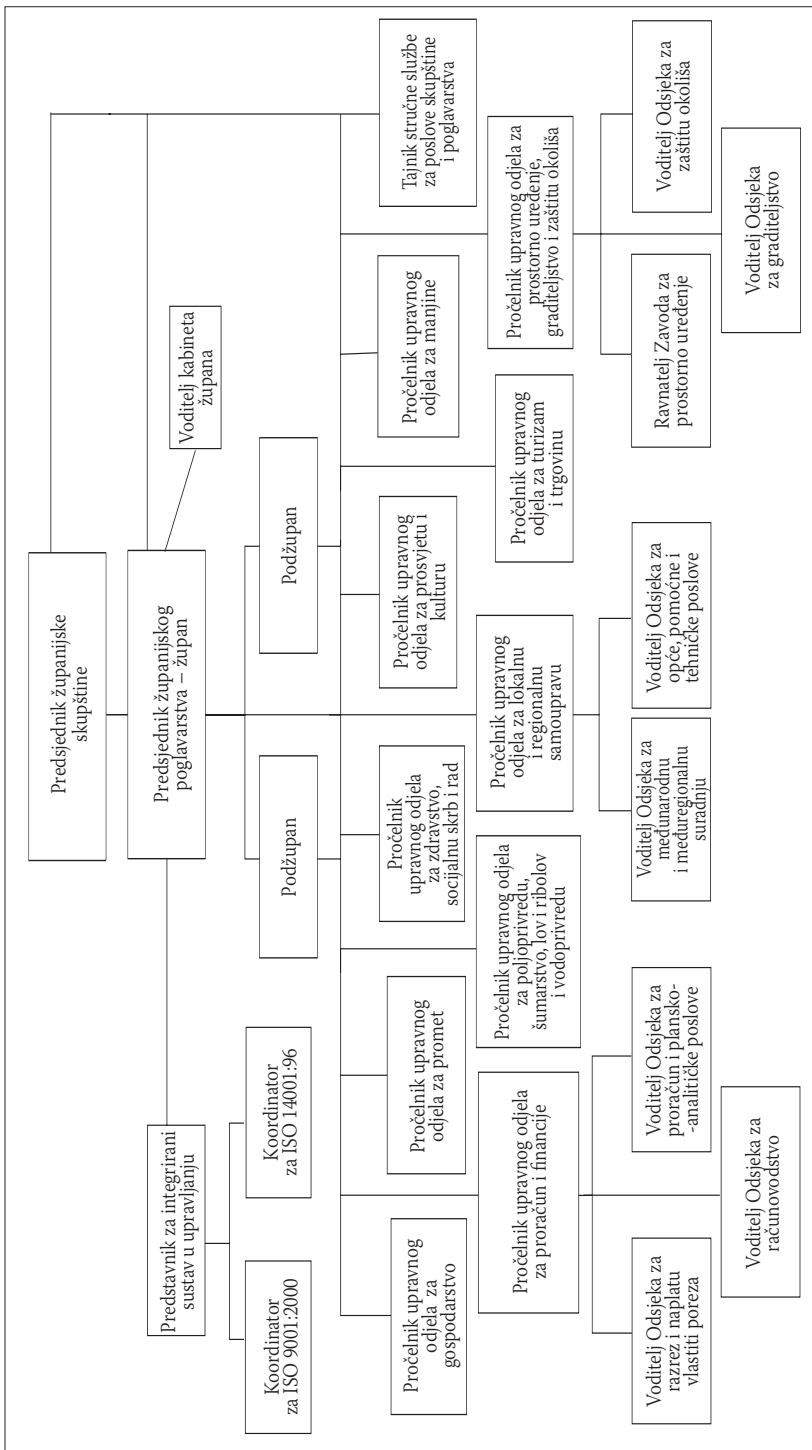 Predsjednik županijske
skupštine
Predsjednik županijskog
poglavarstva – župan
Voditelj kabineta
župana
Predstavnik za integrirani
sustav u upravljanju
Koordinator
za ISO 9001:2000
Koordinator
za ISO 14001:96
Podžupan
Podžupan
Pročelnik upravnog
odjela za
gospodarstvo
Pročelnik upravnog
odjela za promet
Pročelnik
upravnog odjela
za zdravstvo,
socijalnu skrb i rad
Pročelnik upravnog
odjela za prosvjetu i
kulturu
Pročelnik upravnog
odjela za manjine
Tajnik stručne službe
za poslove skupštine
i poglavarstva
Pročelnik upravnog odjela
za proračun i financije
Pročelnik upravnog odjela
za poljoprivredu,
šumarstvo, lov i ribolov
i vodoprivredu
Pročelnik upravnog
odjela za lokalnu
i regionalnu
samoupravu
Pročelnik upravnog
odjela za turizam
i trgovinu
Pročelnik upravnog odjela za
prostorno uređenje,
graditeljstvo i zaštitu okoliša
Voditelj Odsjeka za
razrez i naplatu
vlastiti poreza
Voditelj Odsjeka za
proračun i plansko-
-analitičke poslove
Voditelj Odsjeka za
međunarodnu
i međuregionalnu
suradnju
Voditelj Odsjeka za
opće, pomoćne i
tehničke poslove
Ravnatelj Zavoda za
prostorno uređenje
Voditelj Odsjeka za
zaštitu okoliša
Voditelj Odsjeka za
računovodstvo
Voditelj Odsjeka
za graditeljstvo